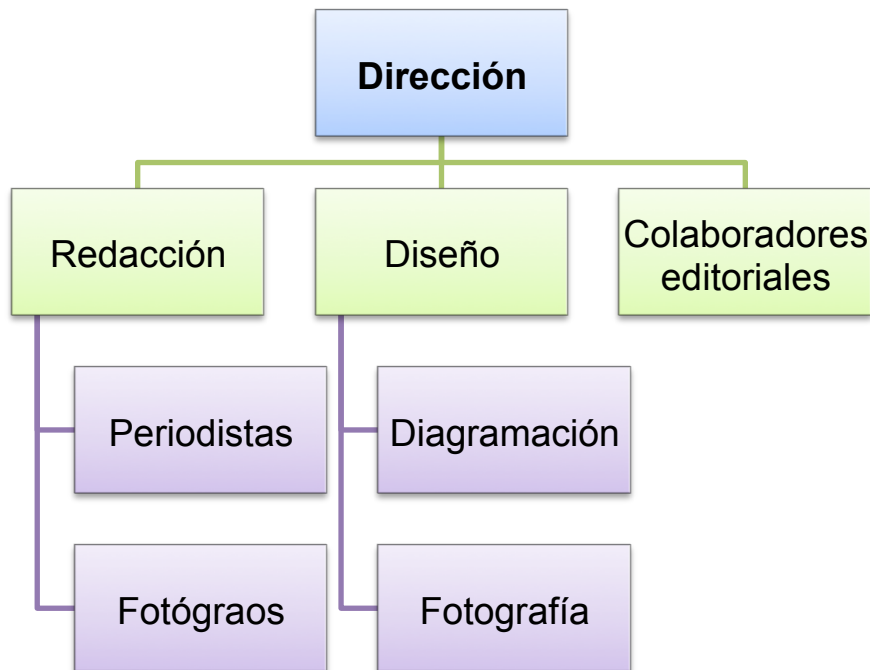 Dirección
Redacción
Diseño
Colaboradores
editoriales
Periodistas
Diagramación
Fotógraos
Fotografía